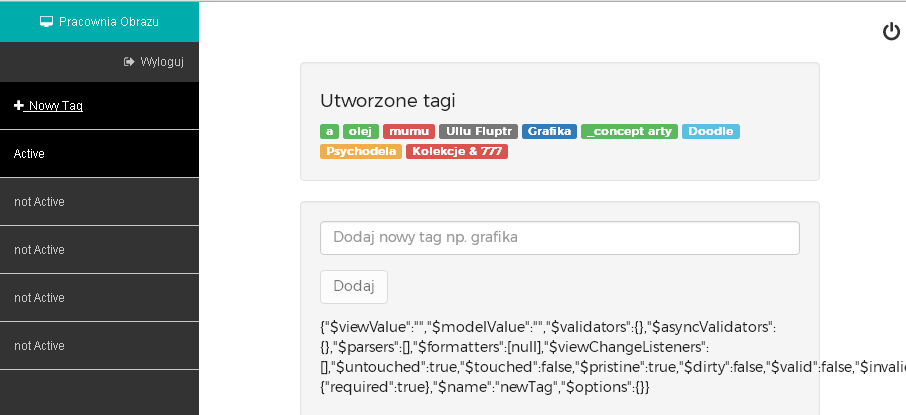 Pracownia Obrazu
Wyloguj
Nowy Tag
Active
not Active
not Active
not Active
not Active
Utworzone tagi
a olej mumu Ullu Fluptr Grafika _concept arty Doodle
Psychodela Kolekcje & 777
Dodaj nowy tag np. grafika
Dodaj
{"$viewValue":"","$modelValue":"","$validators":{},"$asyncValidators":
{},"$parsers":[],"$formatters":[null],"$viewChangeListeners":
[],"$untouched":true,"$touched":false,"$pristine":true,"$dirty":false,"$valid":false,"$invali
{"required":true},"$name":"newTag","$options":{}}